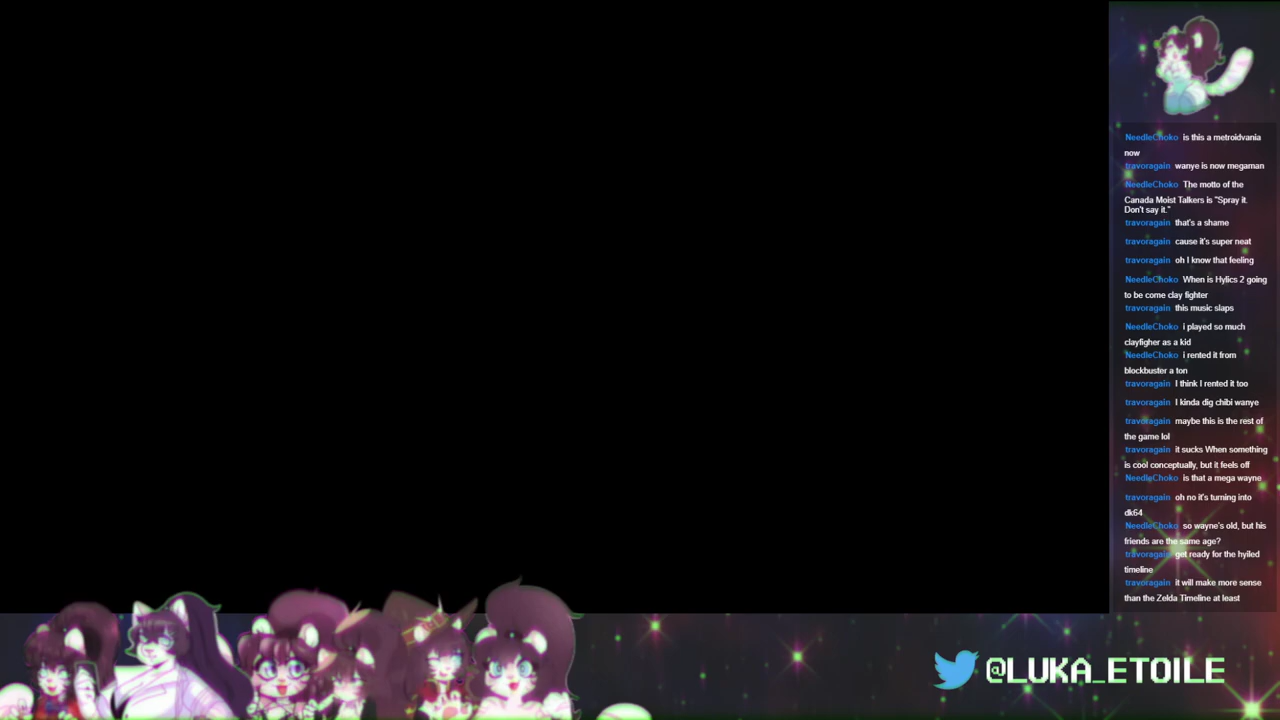 NeedleChoko is this a metroidvania
now
travoragain wanye is now megaman
NeedleChoko The motto of the
Canada Moist Talkers is "Spray it.
Don't say it."
travoragain that's a shame
travoragain cause it's super neat
travoragain oh I know that feeling
NeedleChoko When is Hylics 2 going
to be come clay fighter
travoragain this music slaps
NeedleChoko i played so much
clayfigher as a kid
NeedleChoko i rented it from
blockbuster a ton
travoragain I think I rented it too
travoragain I kinda dig chibi wanye
travoragain maybe this is the rest of
the game lol
travoragain it sucks When something
is cool conceptually, but it feels off
NeedleChoko is that a mega wayne
travoragain oh no it's turning into
dk64
NeedleChoko so wayne's old, but his
friends are the same age?
travoragain get ready for the hyiled
timeline
travoragain it will make more sense
than the Zelda Timeline at least
@LUKA_ETOILE